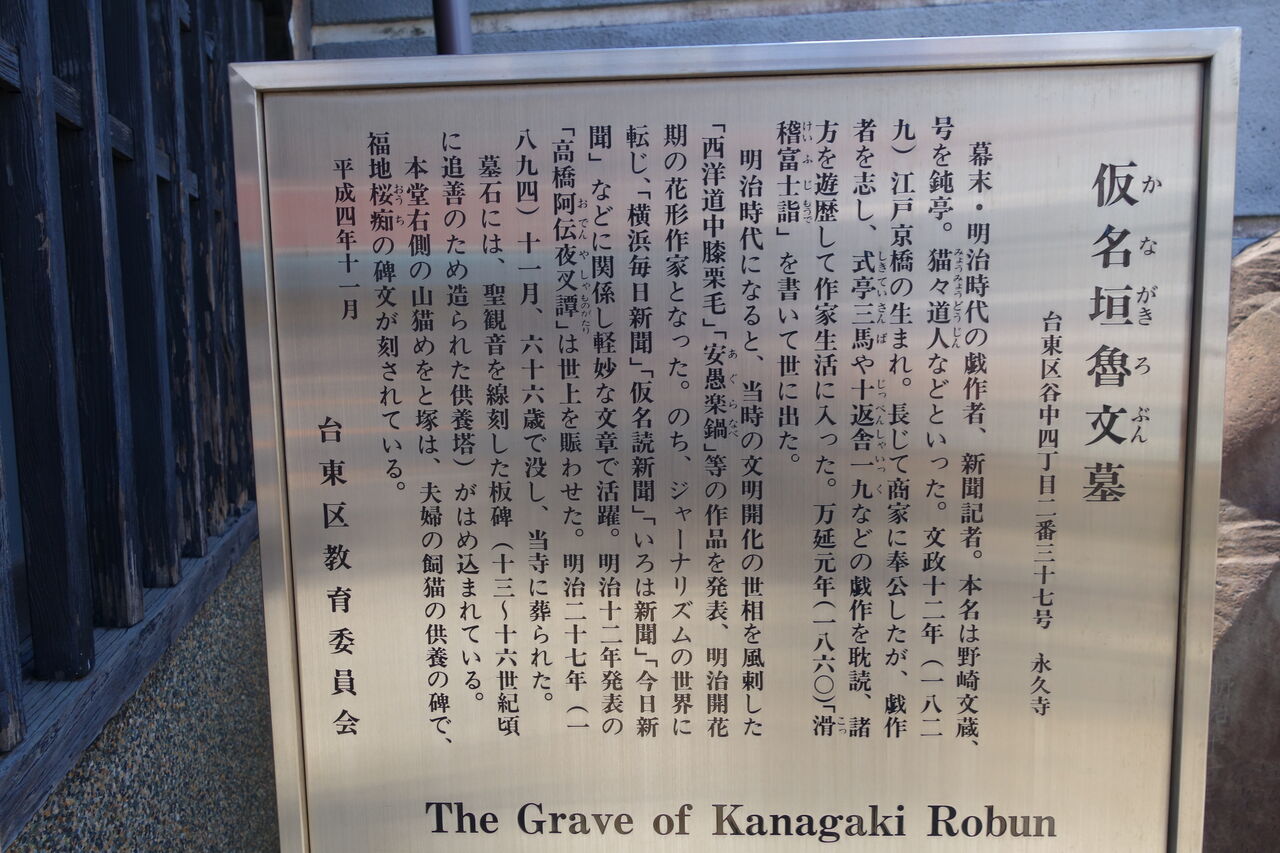 仮名垣魯文墓
台東区谷中四丁目二番三十七号　永久寺
幕末・明治時代の戯作者、新聞記者。本名は野崎文蔵、
号を鈍亭。猫々道人などといった。文政十二年（一八二
九）江戸京橋の生まれ。長じて商家に奉公したが、戯作
者を志し、式亭三馬や十返舎一九などの戯作を耽読、諸
方を遊歴して作家生活に入った。万延元年（一八六〇）「滑
稽富士詣」を書いて世に出た。
明治時代になると、当時の文明開化の世相を風刺した
「西洋道中膝栗毛」「安愚楽鍋」等の作品を発表、明治開花
期の花形作家となった。のち、ジャーナリズムの世界に
転じ、「横浜毎日新聞」「仮名読新聞」「いろは新聞」「今日新
聞」などに関係し軽妙な文章で活躍。明治十二年発表の
「高橋阿伝夜叉譚」は世上を賑わせた。明治二十七年（一
八九四）十一月、六十六歳で没し、当寺に葬られた。
墓石には、聖観音を線刻した板碑（十三～十六世紀頃
に追善のため造られた供養塔）がはめ込まれている。
本堂右側の山猫めをと塚は、夫婦の飼猫の供養の碑で、
福地桜痴の碑文が刻されている。
平成四年十一月
台東区教育委員会
The Grave of Kanagaki Robun